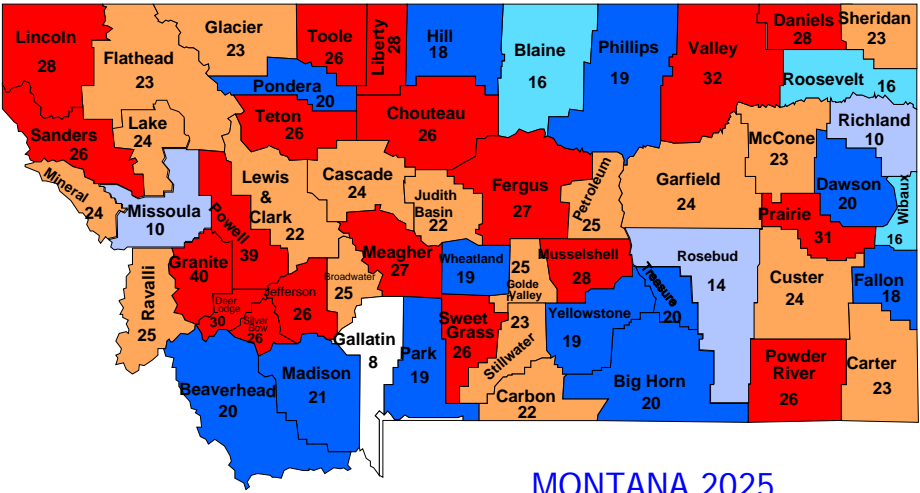 Lincoln
28
Flathead
23
Glacier
23
Toole
26
Liberty
28
Hill
18
Blaine
16
Phillips
19
Valley
32
Daniels
28
Sheridan
23
Pondera
20
Roosevelt 16
Sanders
26
Lake
24
Teton
26
Chouteau
26
McCone
23
Richland
10
Mineral
24
Missoula
10
Powell
39
Lewis
&
Clark
22
Cascade
24
Judith
Basin
22
Fergus
27
Petroleum
25
Garfield
24
Dawson
20
Wibaux
16
Prairie
31
Ravalli
25
Granite
40
Deer
Lodge
30
Silver
Bow
26
Jefferson
26
Broadwater
25
Meagher
27
Wheatland
19
25
Golde
Valley
Musselshell
28
Rosebud
14
Treasure
20
Custer
24
Fallon
18
Gallatin
8
Park
19
Sweet
Grass
26
Stillwater
23
Yellowstone
19
Beaverhead
20
Madison
21
Carbon
22
Big Horn
20
Powder
River
26
Carter
23
MONTANA 2025